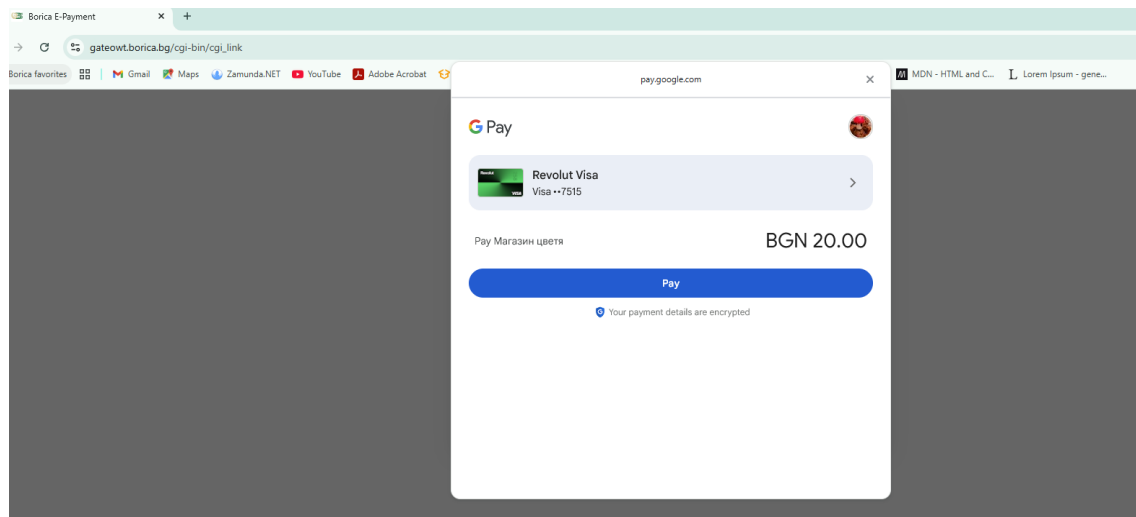 Borica E-Payment
gateowt.borica.bg/cgi-bin/cgi_link
Borica favorites Gmail Maps Zamunda.NET YouTube Adobe Acrobat MDN - HTML and C... Lorem Ipsum - gene...
pay.google.com
G Pay
Revolut Visa
Revolut
VISA
Visa ••7515
Pay Магазин цветя BGN 20.00
Pay
Your payment details are encrypted